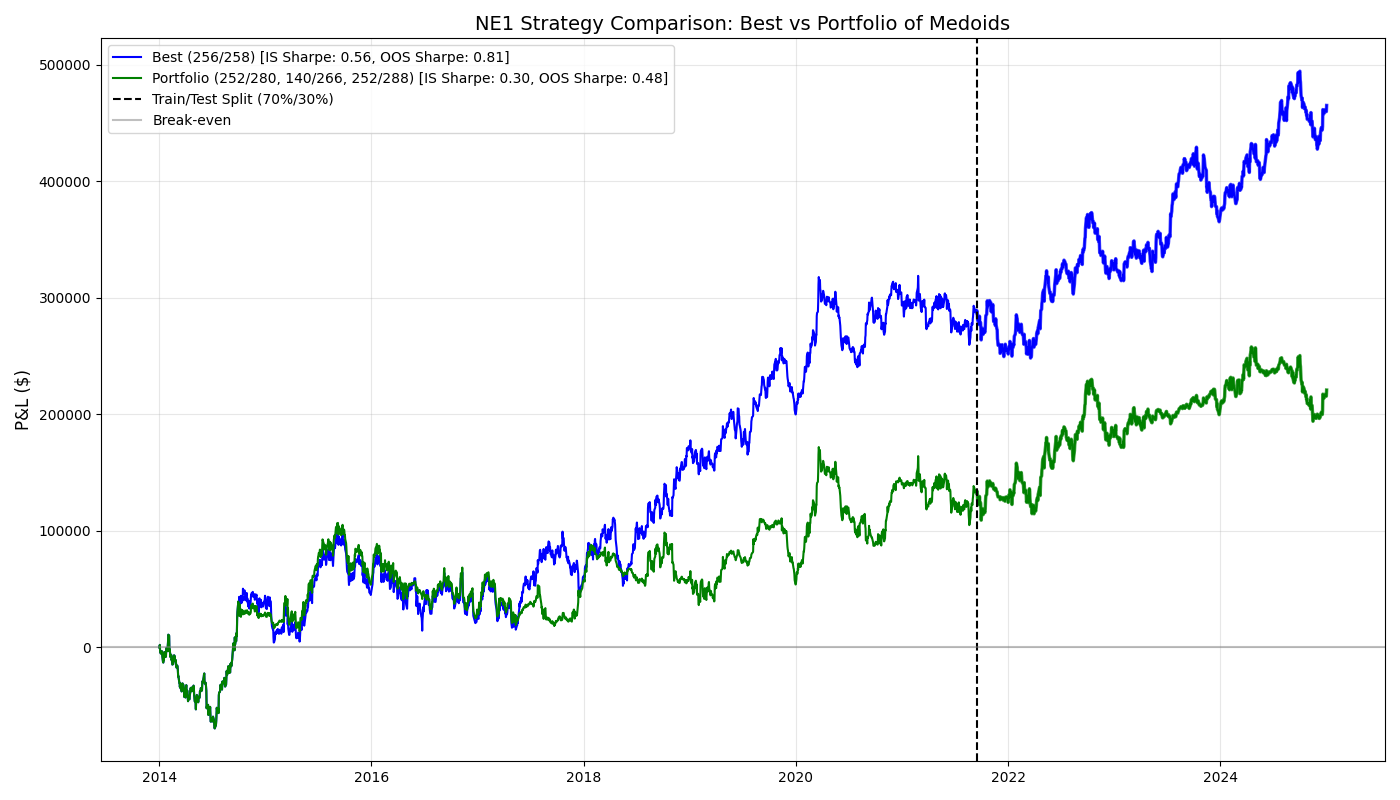 NE1 Strategy Comparison: Best vs Portfolio of Medoids
Best (256/258) [IS Sharpe: 0.56, OOS Sharpe: 0.81]
Portfolio (252/280, 140/266, 252/288) [IS Sharpe: 0.30, OOS Sharpe: 0.48]
Train/Test Split (70%/30%)
Break-even
P&L ($)
500000
400000
300000
200000
100000
0
2014
2016
2018
2020
2022
2024